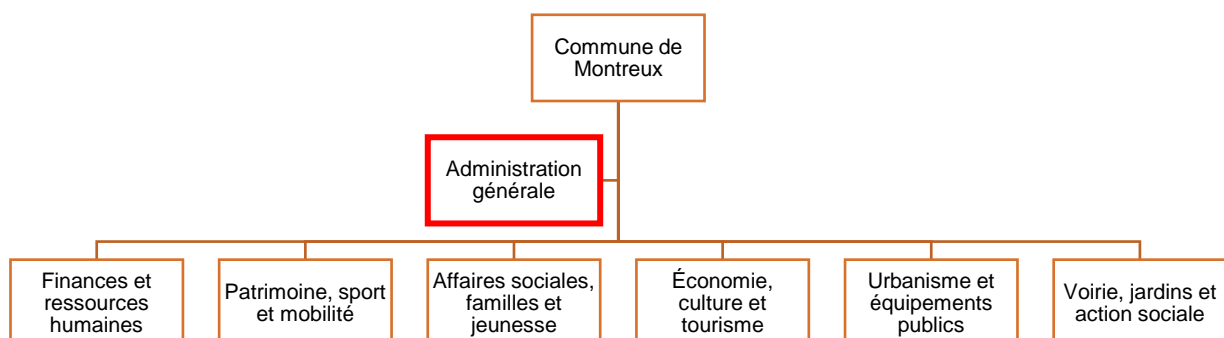 Commune de
Montreux
Administration
générale
Finances et
ressources
humaines
Patrimoine, sport
et mobilité
Affaires sociales,
familles et
jeunesse
Économie,
culture et
tourisme
Urbanisme et
équipements
publics
Voirie, jardins et
action sociale